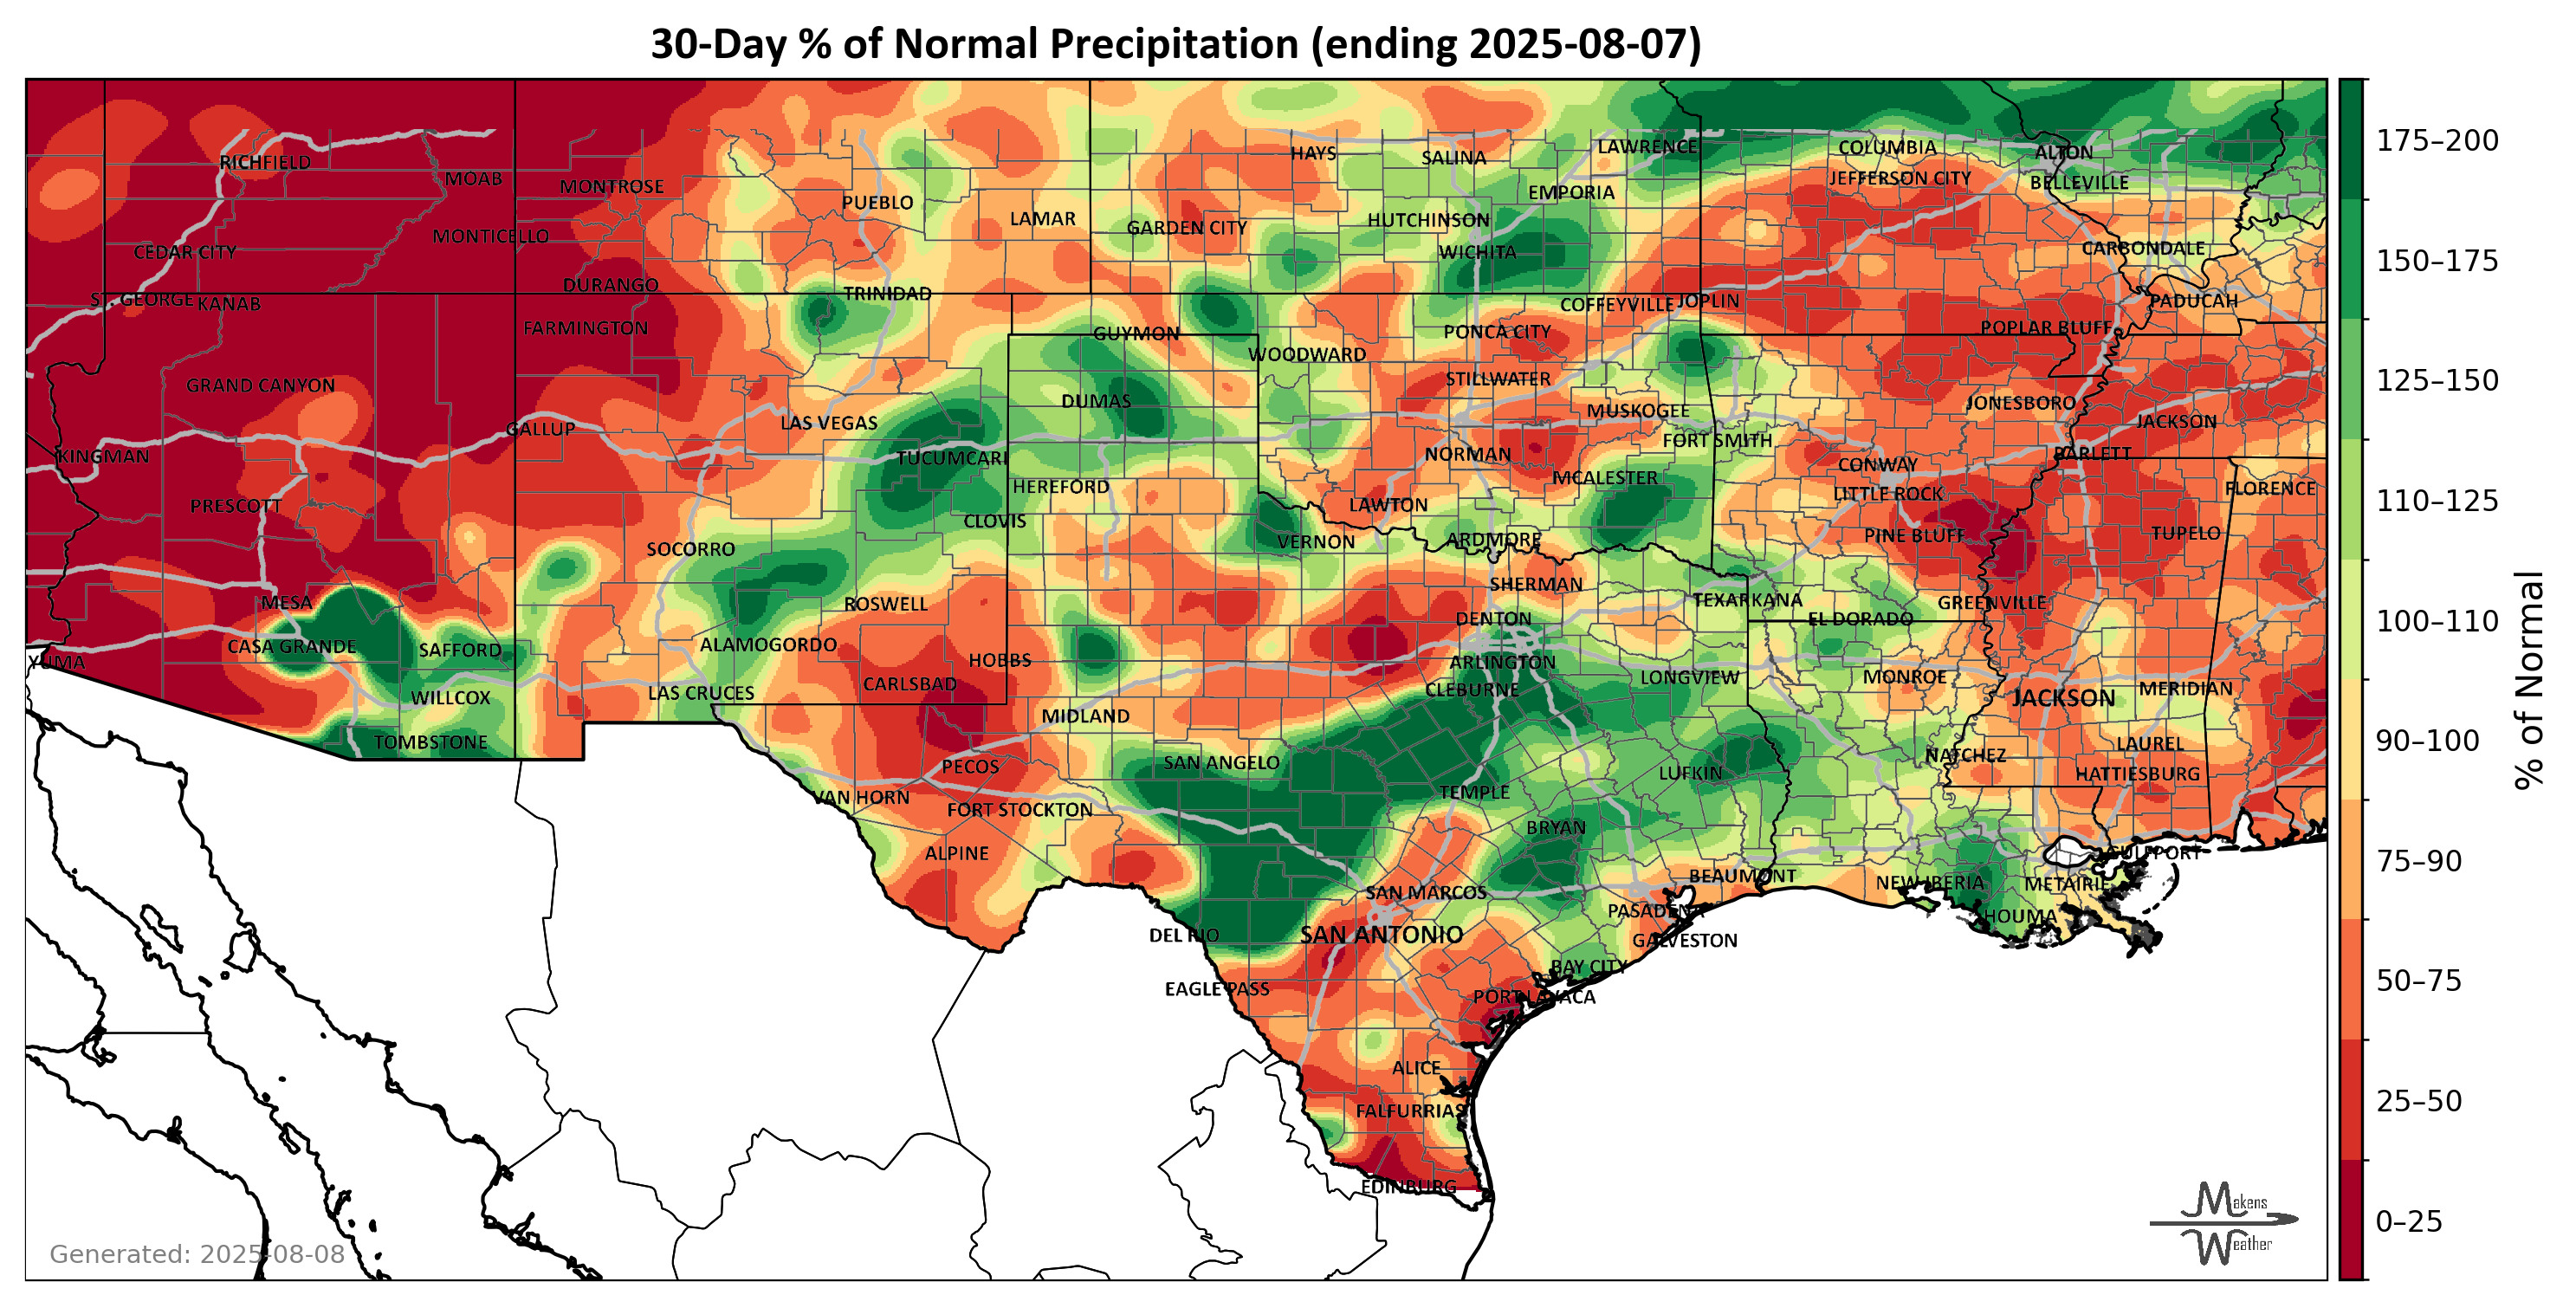 30-Day % of Normal Precipitation (ending 2025-08-07)
HAYS
SALINA
LAWRENCE
COLUMBIA
ALTON
RICHFIELD
MOAB
MONTROSE
JEFFERSON CITY
BELLEVILLE
PUEBLO
EMPORIA
LAMAR
GARDEN CITY
HUTCHINSON
MONTICELLO
CEDAR CITY
WICHITA
CARBONDALE
DURANGO
TRINIDAD
ST. GEORGE
KANAB
COFFEYVILLE
JOPLIN
PADUCAH
FARMINGTON
GUYMON
PONCA CITY
POPLAR BLUFF
WOODWARD
GRAND CANYON
STILLWATER
DUMAS
MUSKOGEE
JONESBORO
LAS VEGAS
JACKSON
GALLUP
FORT SMITH
KINGMAN
TUCUMCARI
NORMAN
CONWAY
BARLETT
HEREFORD
MCALESTER
LITTLE ROCK
FLORENCE
PRESCOTT
LAWTON
CLOVIS
PINE BLUFF
TUPELO
SOCORRO
VERNON
ARDMORE
SHERMAN
MESA
ROSWELL
TEXARKANA
GREENVILLE
DENTON
EL DORADO
CASA GRANDE
SAFFORD
ALAMOGORDO
HOBBS
ARLINGTON
YUMA
WILLCOX
LAS CRUCES
CARLSBAD
CLEBURNE
LONGVIEW
MONROE
JACKSON
MERIDIAN
MIDLAND
TOMBSTONE
SAN ANGELO
NATCHEZ
LAUREL
PECOS
LUFKIN
HATTIESBURG
VAN HORN
FORT STOCKTON
TEMPLE
BRYAN
ALPINE
GULFPORT
SAN MARCOS
BEAUMONT
NEW IBERIA
METAIRIE
PASADENA
HOUMA
DEL RIO
SAN ANTONIO
GALVESTON
BAY CITY
EAGLE PASS
PORT LAVACA
ALICE
FALFURRIAS
EDINBURG
175–200
150–175
125–150
110–125
100–110
90–100
75–90
50–75
25–50
0–25
% of Normal
Makens
Weather
Generated: 2025-08-08